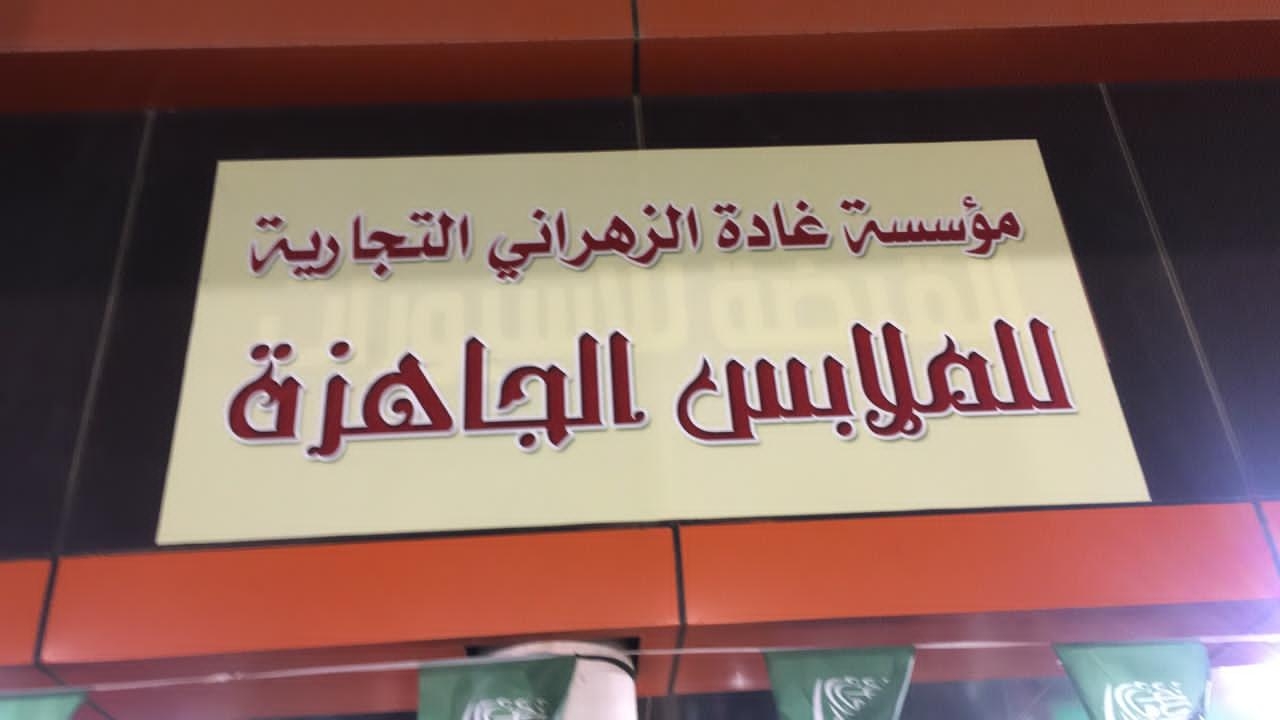 مؤسسة غادة الزهراني التجارية
للملابس الجاهزة